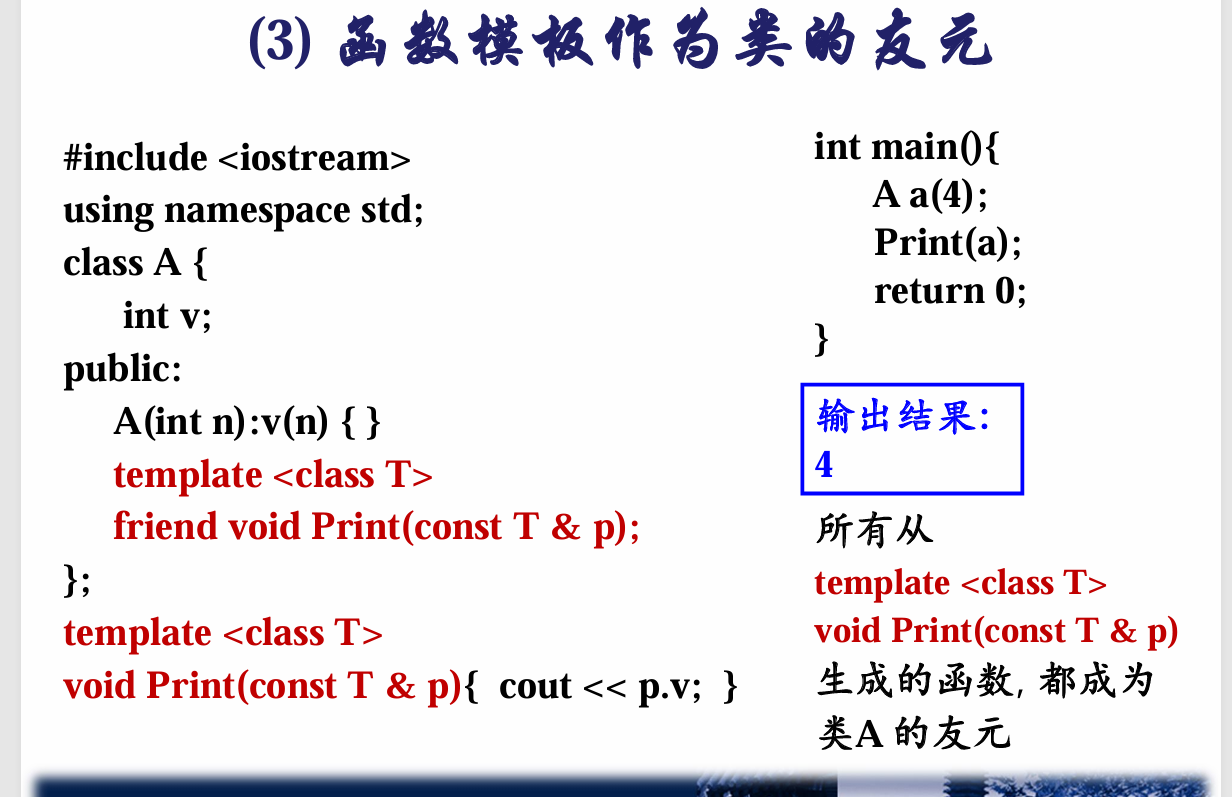 (3) 函数模板作为类的友元
#include <iostream>
using namespace std;
class A {
int v;
public:
A(int n):v(n) { }
template <class T>
friend void Print(const T & p);
};
template <class T>
void Print(const T & p){ cout << p.v; }
int main(){
A a(4);
Print(a);
return 0;
}
输出结果:
4
所有从
template <class T>
void Print(const T & p)
生成的函数, 都成为
类A 的友元